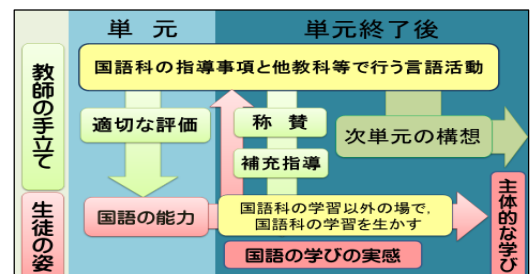 単元
単元終了後
教師の手立て
国語科の指導事項と他教科等で行う言語活動
適切な評価
称賛
補充指導
次単元の構想
生徒の姿
国語の能力
国語科の学習以外の場で，
国語科の学習を生かす
国語の学びの実感
主体的な学び